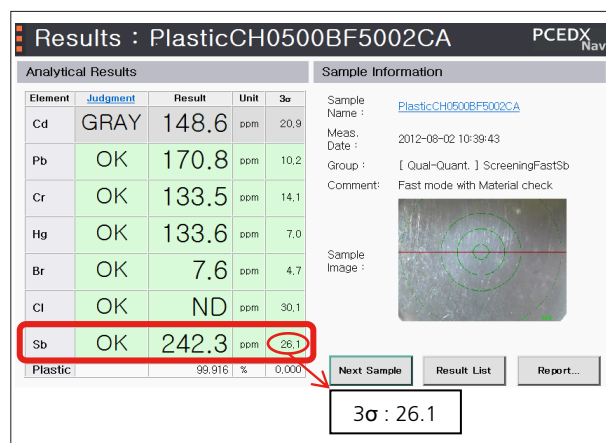 Results : PlasticCH0500BF5002CA
PCEDX
Nav
Analytical Results
Sample Information
Element Judgment Result Unit 3σ
Cd GRAY 148.6 ppm 20,9
Pb OK 170.8 ppm 10,2
Cr OK 133.5 ppm 14,1
Hg OK 133.6 ppm 7,0
Br OK 7.6 ppm 4,7
Cl OK ND ppm 30,1
Sb OK 242.3 ppm 26,1
Plastic 99.916 % 0,000
Sample
Name :
PlasticCH0500BF5002CA
Meas.
Date :
2012-08-02 10:39:43
Group : [ Qual-Quant. ] ScreeningFastSb
Comment: Fast mode with Material check
Sample
Image :
Next Sample Result List Report...
3σ : 26.1